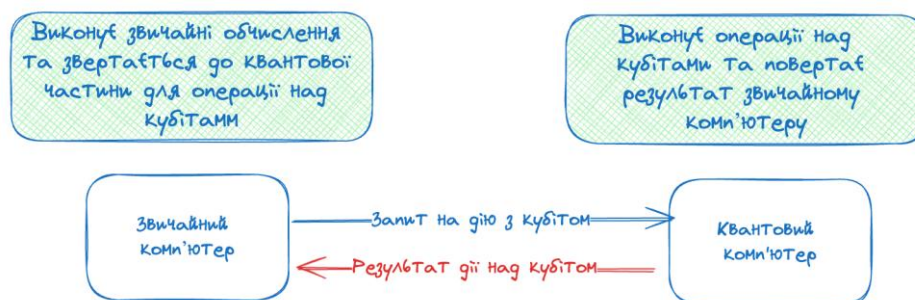 Виконує звичайні обчислення
та звертається до квантової
частини для операції над
кубітамм
Виконує операції над
кубітами та повертає
результат звичайному
комп'ютеру
Звичайний
комп'ютер
Запит на дію з кубітом
Результат дії над кубітом
Квантовий
комп'ютер